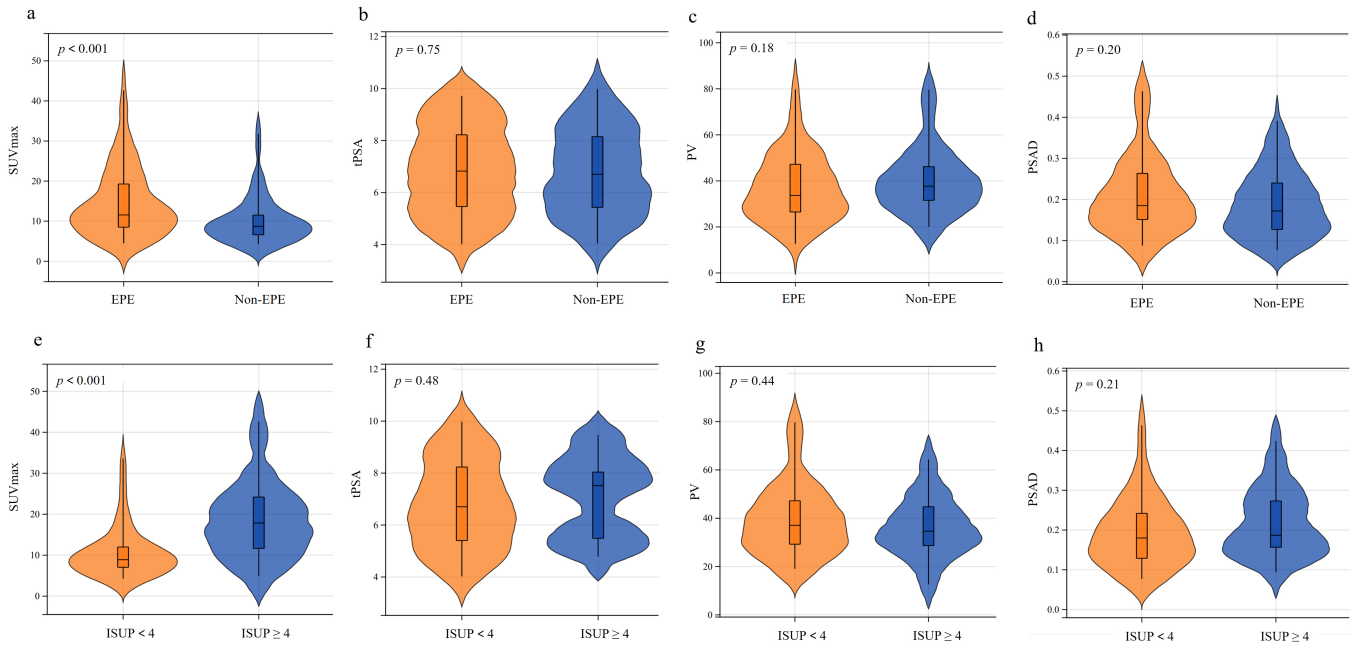 a
p < 0.001
SUVmax
50
40
30
20
10
0
EPE
Non-EPE
b
p = 0.75
tPSA
12
10
8
6
4
EPE
Non-EPE
c
p = 0.18
PV
100
80
60
40
20
0
EPE
Non-EPE
d
p = 0.20
PSAD
0.6
0.5
0.4
0.3
0.2
0.1
0.0
EPE
Non-EPE
e
p < 0.001
SUVmax
50
40
30
20
10
0
ISUP < 4
ISUP ≥ 4
f
p = 0.48
tPSA
12
10
8
6
4
ISUP < 4
ISUP ≥ 4
g
p = 0.44
PV
100
80
60
40
20
0
ISUP < 4
ISUP ≥ 4
h
p = 0.21
PSAD
0.6
0.5
0.4
0.3
0.2
0.1
0.0
ISUP < 4
ISUP ≥ 4